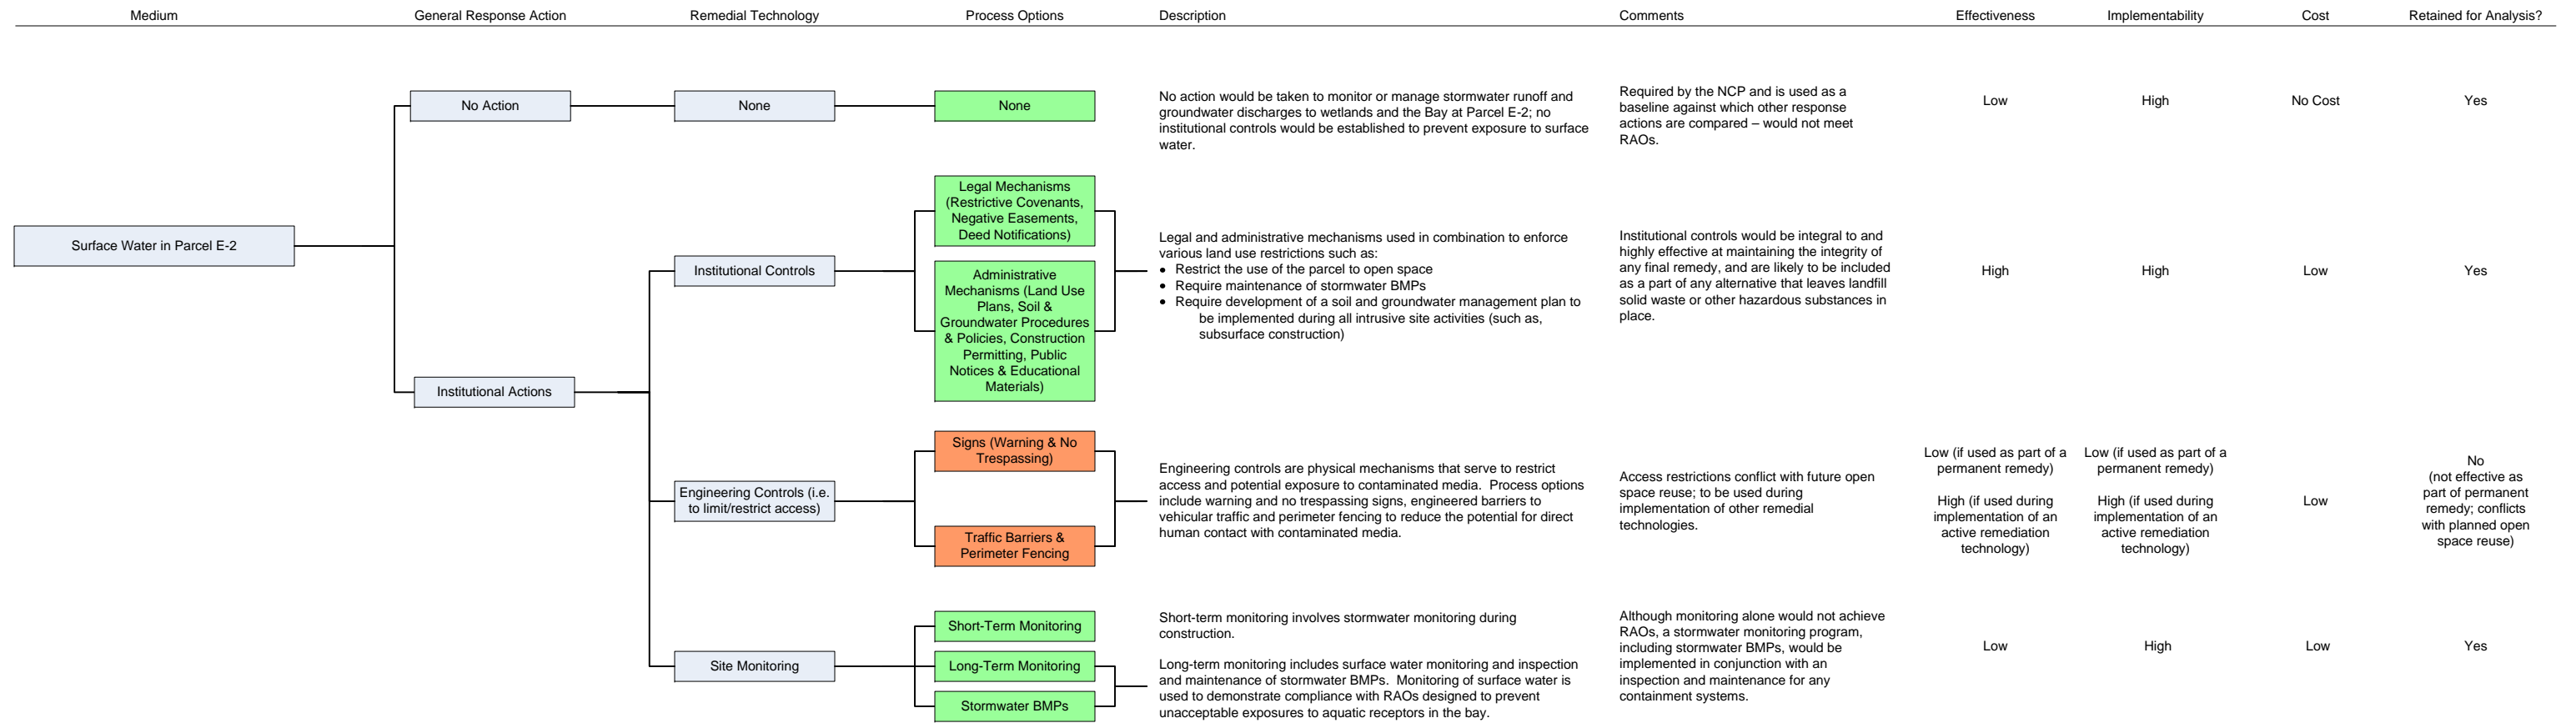 Medium
General Response Action
Remedial Technology
Process Options
Description
Comments
Effectiveness
Implementability
Cost
Retained for Analysis?
No Action
None
None
No action would be taken to monitor or manage stormwater runoff and
groundwater discharges to wetlands and the Bay at Parcel E-2; no
institutional controls would be established to prevent exposure to surface
water.
Required by the NCP and is used as a
baseline against which other response
actions are compared – would not meet
RAOs.
Low
High
No Cost
Yes
Surface Water in Parcel E-2
Institutional Actions
Institutional Controls
Legal Mechanisms
(Restrictive Covenants,
Negative Easements,
Deed Notifications)
Administrative
Mechanisms (Land Use
Plans, Soil &
Groundwater Procedures
& Policies, Construction
Permitting, Public
Notices & Educational
Materials)
Legal and administrative mechanisms used in combination to enforce
various land use restrictions such as:
• Restrict the use of the parcel to open space
• Require maintenance of stormwater BMPs
• Require development of a soil and groundwater management plan to
be implemented during all intrusive site activities (such as,
subsurface construction)
Institutional controls would be integral to and
highly effective at maintaining the integrity of
any final remedy, and are likely to be included
as a part of any alternative that leaves landfill
solid waste or other hazardous substances in
place.
High
High
Low
Yes
Engineering Controls (i.e.
to limit/restrict access)
Signs (Warning & No
Trespassing)
Traffic Barriers &
Perimeter Fencing
Engineering controls are physical mechanisms that serve to restrict
access and potential exposure to contaminated media.  Process options
include warning and no trespassing signs, engineered barriers to
vehicular traffic and perimeter fencing to reduce the potential for direct
human contact with contaminated media.
Access restrictions conflict with future open
space reuse; to be used during
implementation of other remedial
technologies.
Low (if used as part of a
permanent remedy)
High (if used during
implementation of an
active remediation
technology)
Low (if used as part of a
permanent remedy)
High (if used during
implementation of an
active remediation
technology)
Low
No
(not effective as
part of permanent
remedy; conflicts
with planned open
space reuse)
Site Monitoring
Short-Term Monitoring
Long-Term Monitoring
Stormwater BMPs
Short-term monitoring involves stormwater monitoring during
construction.
Long-term monitoring includes surface water monitoring and inspection
and maintenance of stormwater BMPs.  Monitoring of surface water is
used to demonstrate compliance with RAOs designed to prevent
unacceptable exposures to aquatic receptors in the bay.
Although monitoring alone would not achieve
RAOs, a stormwater monitoring program,
including stormwater BMPs, would be
implemented in conjunction with an
inspection and maintenance for any
containment systems.
Low
High
Low
Yes